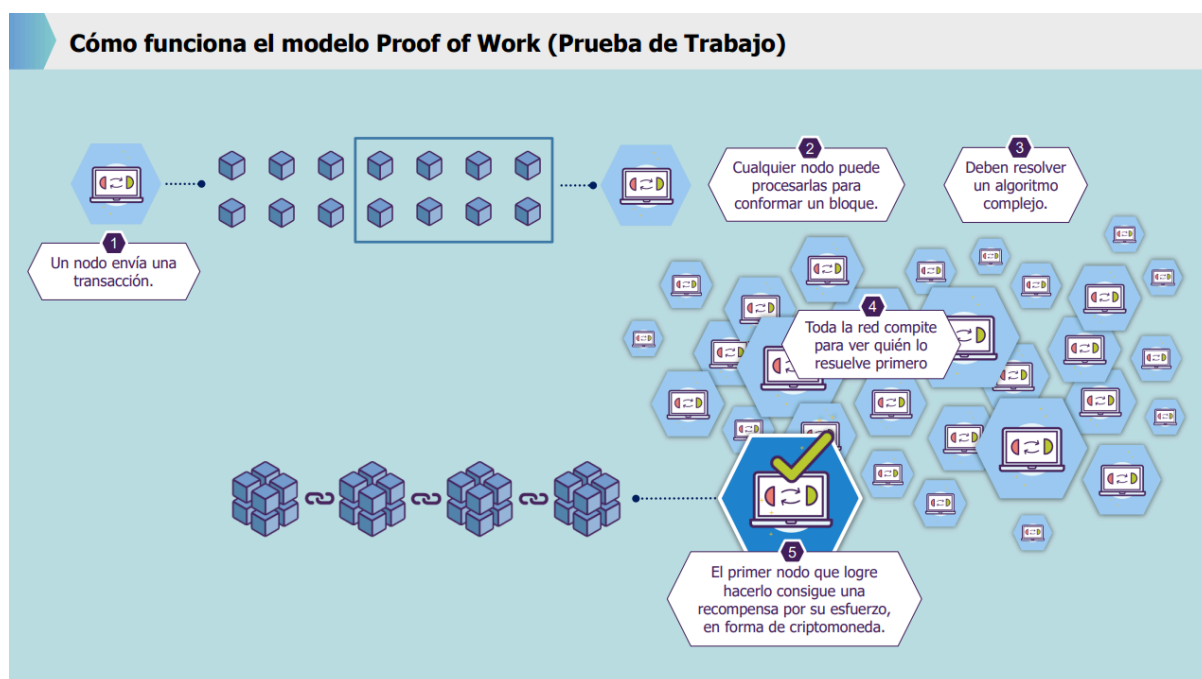 Cómo funciona el modelo Proof of Work (Prueba de Trabajo)
1
Un nodo envía una
transacción.
2
Cualquier nodo puede
procesarlas para
conformar un bloque.
3
Deben resolver
un algoritmo
complejo.
4
Toda la red compite
para ver quién lo
resuelve primero
5
El primer nodo que logre
hacerlo consigue una
recompensa por su esfuerzo,
en forma de criptomoneda.